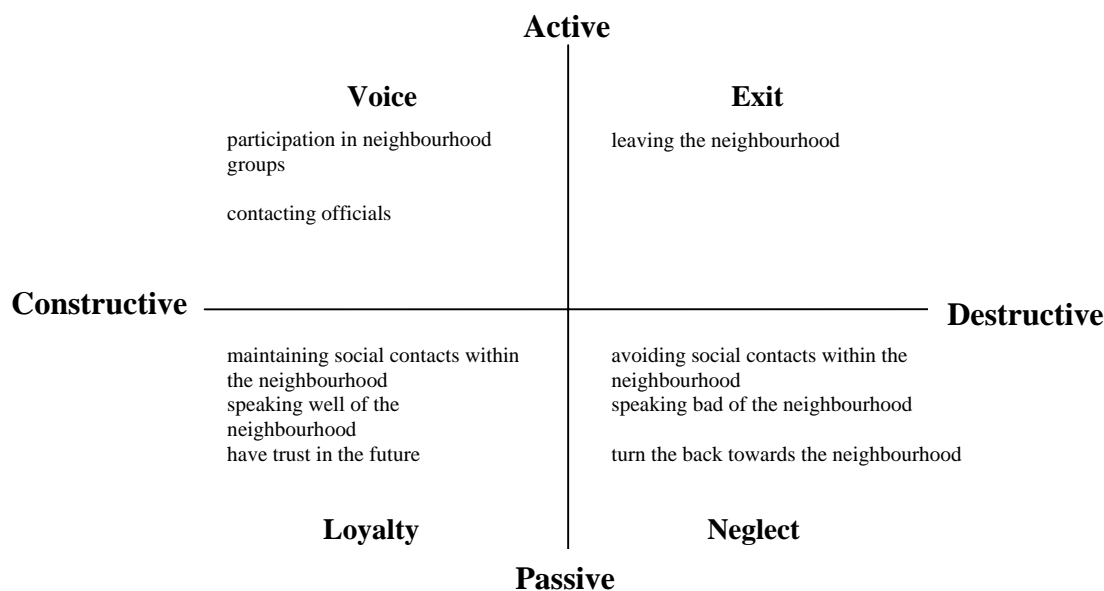 Active
Voice
Exit
participation in neighbourhood
groups
contacting officials
leaving the neighbourhood
Constructive
Destructive
maintaining social contacts within
the neighbourhood
speaking well of the
neighbourhood
have trust in the future
avoiding social contacts within the
neighbourhood
speaking bad of the neighbourhood
turn the back towards the neighbourhood
Loyalty
Neglect
Passive